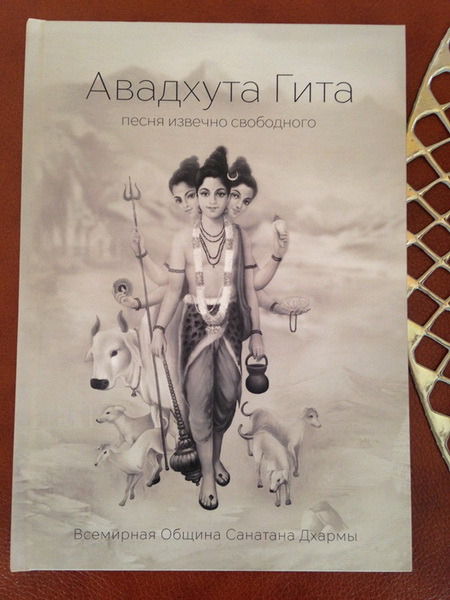 Авадхута Гита
песня извечно свободного
Всемирная Община Санатана Дхармы